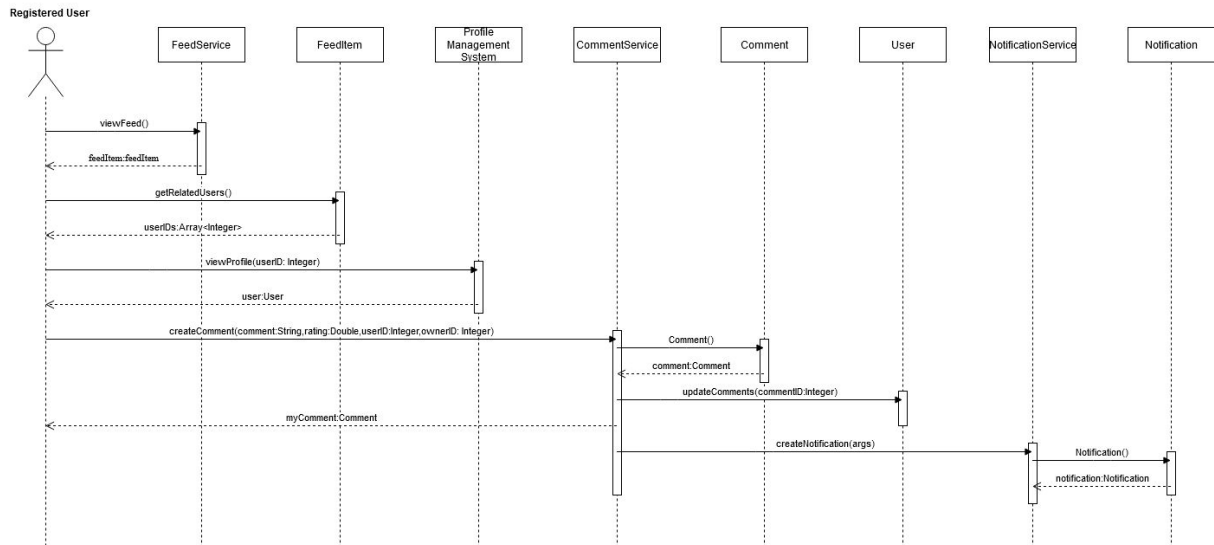 Registered User
FeedService
FeedItem
Profile
Management
System
CommentService
Comment
User
NotificationService
Notification
viewFeed()
feedItem:feedItem
getRelatedUsers()
userIDs:Array<Integer>
viewProfile(userID: Integer)
user:User
createComment(comment:String,rating:Double,userID:Integer,ownerID: Integer)
Comment()
comment:Comment
updateComments(commentID:Integer)
myComment:Comment
createNotification(args)
Notification()
notification:Notification